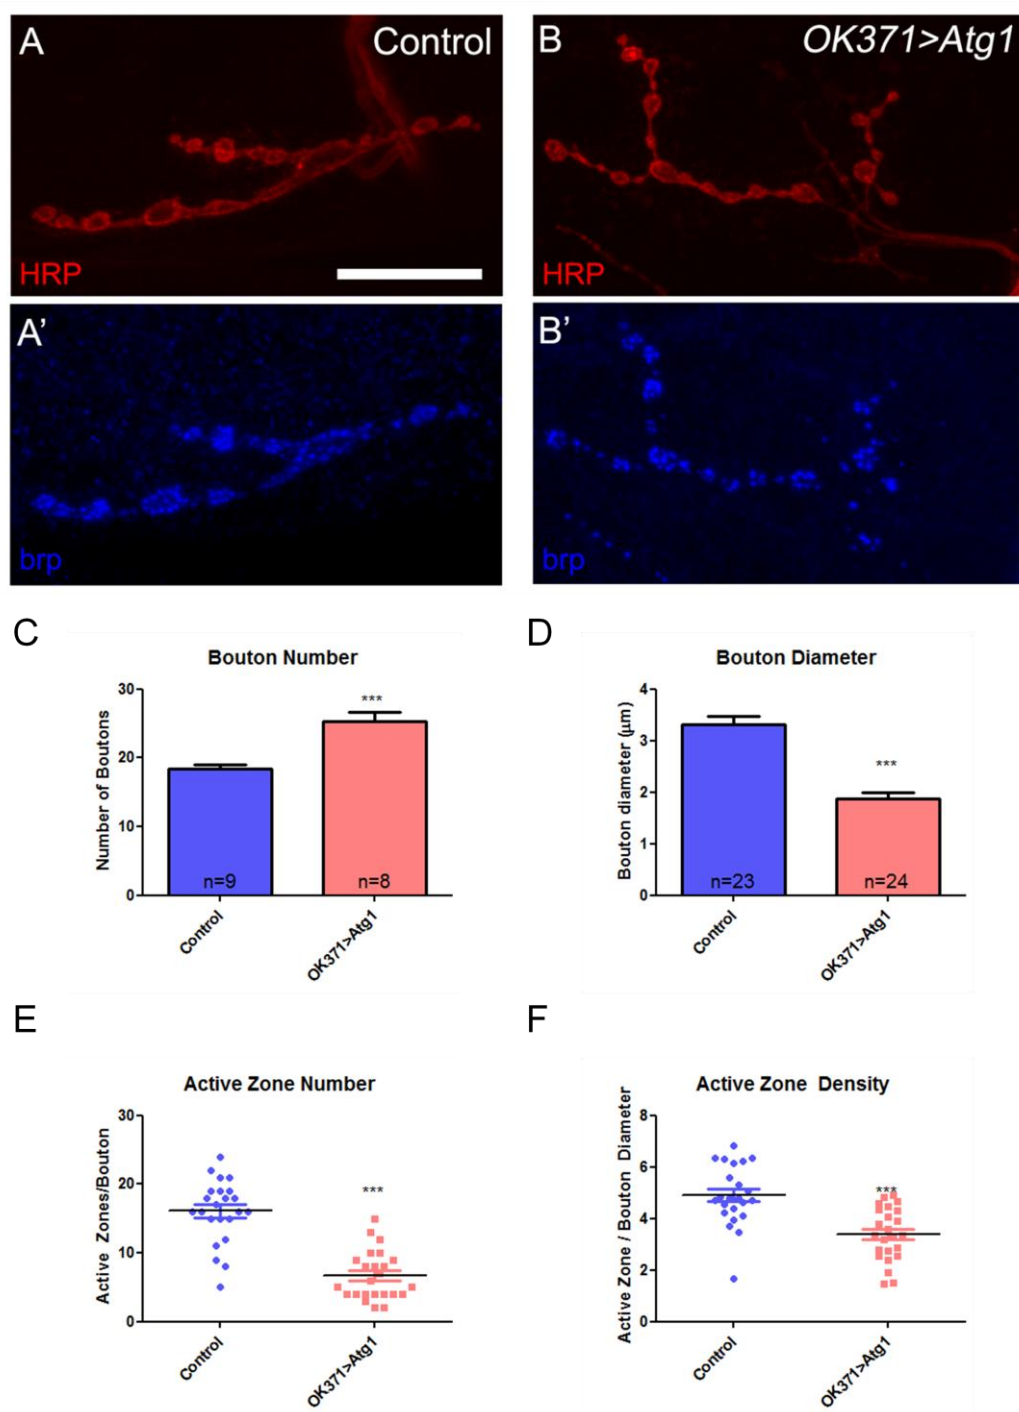 A Control
HRP
B OK371>Atg1
HRP
A'
brp
B'
brp
C
Bouton Number
Number of Boutons
30
20
10
0
***
n=9
n=8
Control
OK371>Atg1
D
Bouton Diameter
Bouton diameter (µm)
4
3
2
1
0
***
n=23
n=24
Control
OK371>Atg1
E
Active Zone Number
Active Zones/Bouton
30
20
10
0
***
Control
OK371>Atg1
F
Active Zone Density
Active Zone / Bouton Diameter
8
6
4
2
0
***
Control
OK371>Atg1